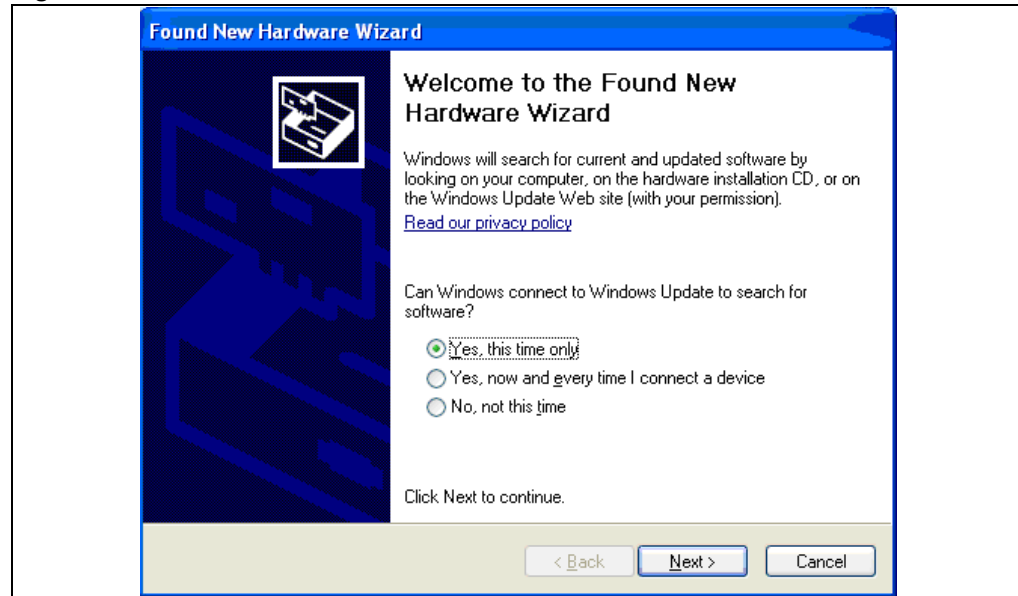 Found New Hardware Wizard
Welcome to the Found New
Hardware Wizard
Windows will search for current and updated software by
looking on your computer, on the hardware installation CD, or on
the Windows Update Web site (with your permission).
Read our privacy policy
Can Windows connect to Windows Update to search for
software?
Yes, this time only
Yes, now and every time I connect a device
No, not this time
Click Next to continue.
< Back Next > Cancel